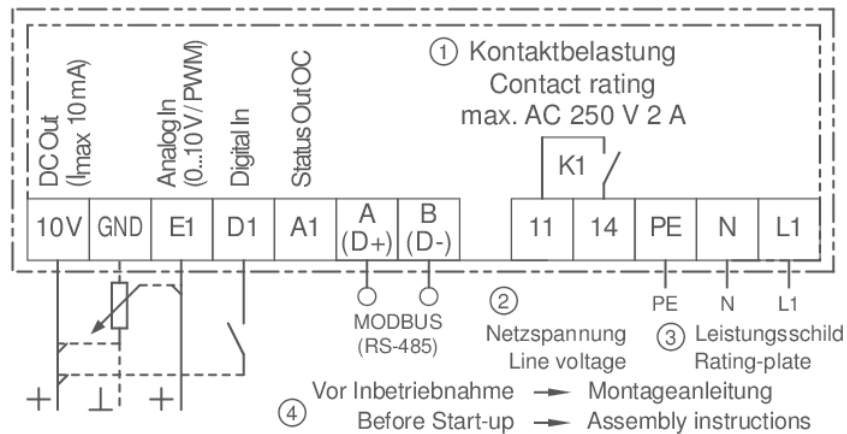 ① Kontaktbelastung
Contact rating
max. AC 250 V 2 A
DC Out
(Imax 10 mA)
Analog In
(0...10 V / PWM)
Digital In
Status Out OC
K1
10V GND E1 D1 A1 A (D+) B (D-) 11 14 PE N L1
MODBUS
(RS-485)
PE N L1
② Netzspannung
Line voltage
③ Leistungsschild
Rating-plate
④ Vor Inbetriebnahme → Montageanleitung
Before Start-up → Assembly instructions
+ ⊥ +